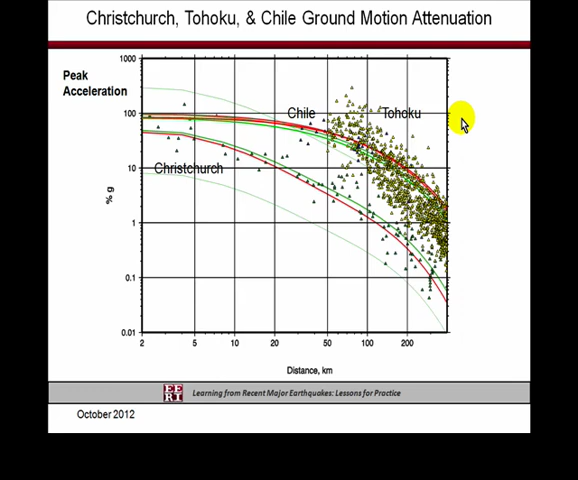 Christchurch, Tohoku, & Chile Ground Motion Attenuation
Peak
Acceleration
1000
100
10
1
0.1
0.01
% g
Chile
Tohoku
Christchurch
2
5
10
20
50
100
200
Distance, km
EE
RI
Learning from Recent Major Earthquakes: Lessons for Practice
October 2012